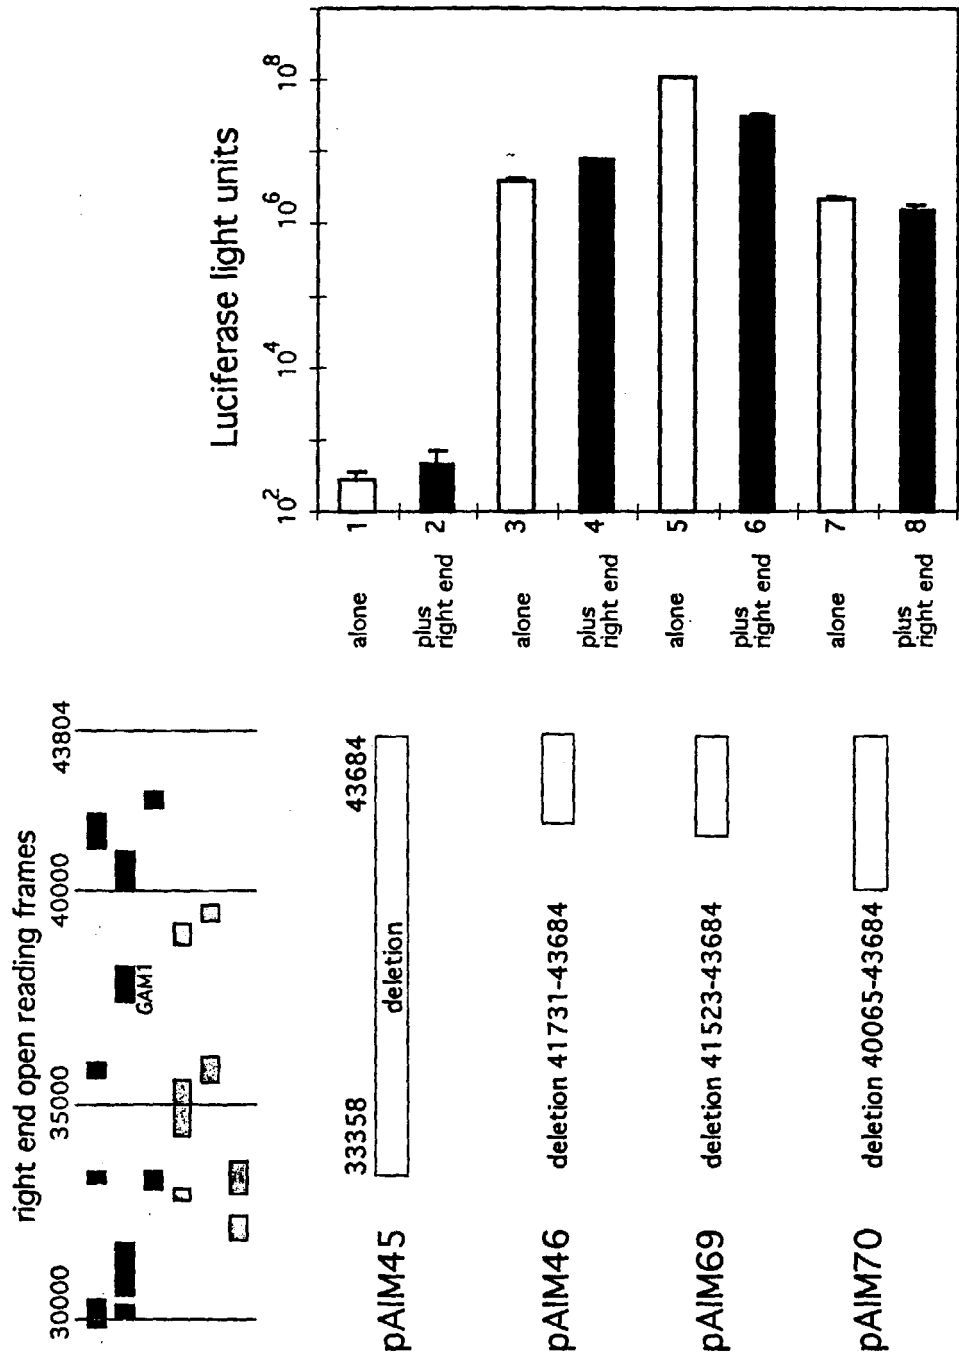 right end open reading frames
30000
35000
40000
43804
GAM1
Luciferase light units
10^2
10^4
10^6
10^8
pAIM45
33358
43684
deletion
alone
1
plus
right end
2
pAIM46
deletion 41731-43684
alone
3
plus
right end
4
pAIM69
deletion 41523-43684
alone
5
plus
right end
6
pAIM70
deletion 40065-43684
alone
7
plus
right end
8